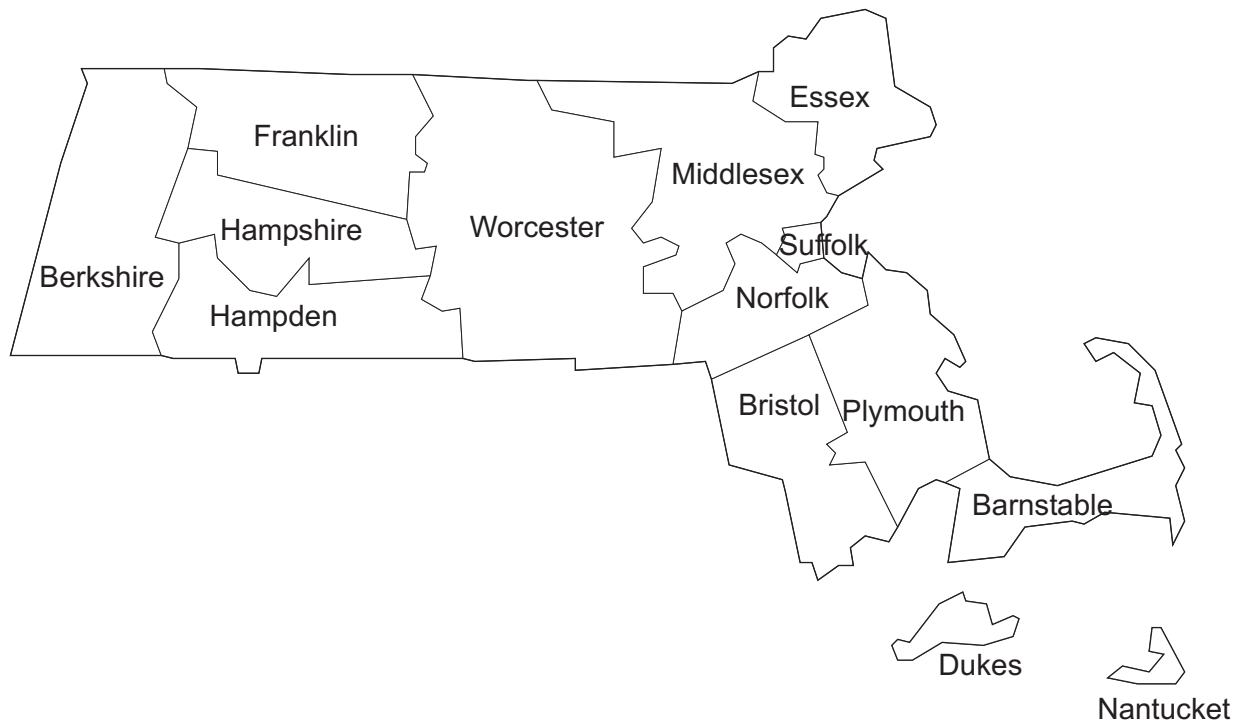 Essex
Franklin
Middlesex
Worcester
Hampshire
Suffolk
Berkshire
Norfolk
Hampden
Bristol
Plymouth
Barnstable
Dukes
Nantucket